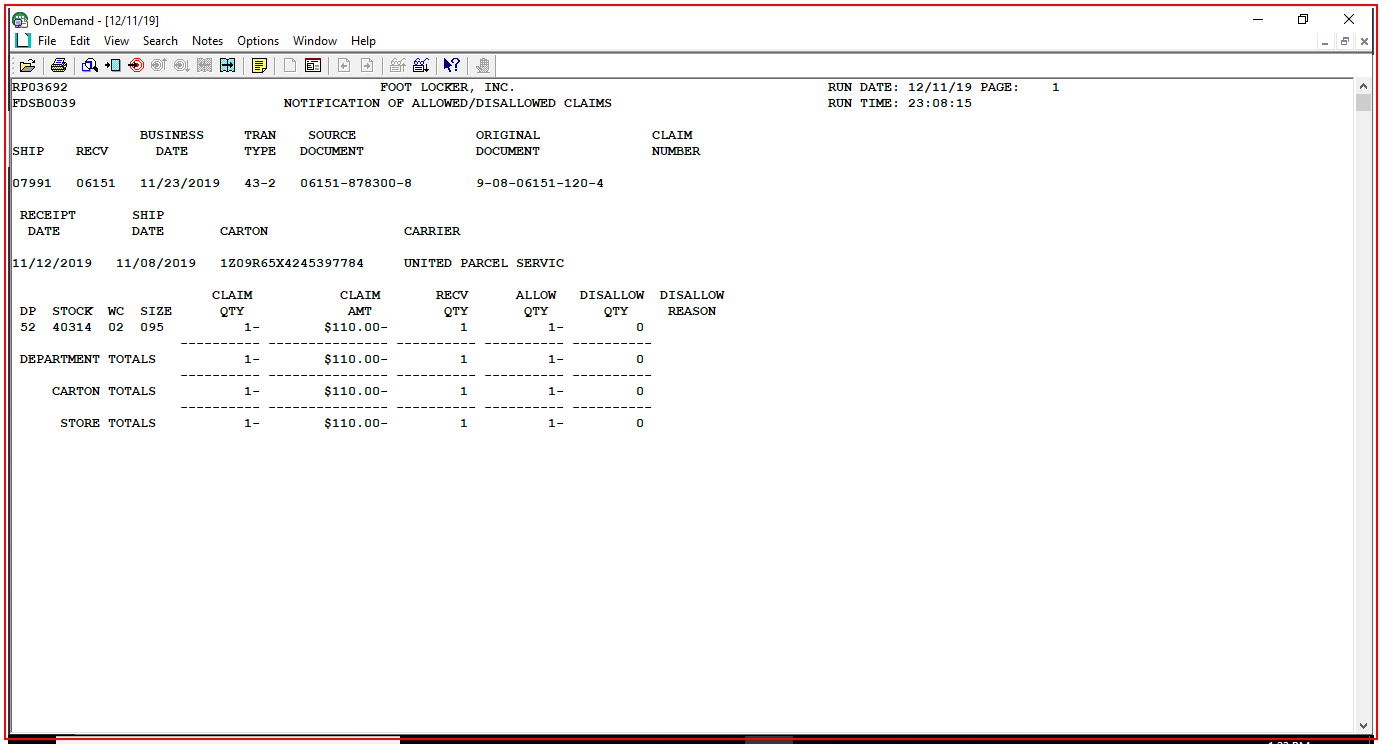 OnDemand - [12/11/19]
File Edit View Search Notes Options Window Help
RP03692 FOOT LOCKER, INC. RUN DATE: 12/11/19 PAGE: 1
FDSB0039 NOTIFICATION OF ALLOWED/DISALLOWED CLAIMS RUN TIME: 23:08:15
BUSINESS TRAN SOURCE ORIGINAL CLAIM
SHIP RECV DATE TYPE DOCUMENT DOCUMENT NUMBER
07991 06151 11/23/2019 43-2 06151-878300-8 9-08-06151-120-4
RECEIPT SHIP
DATE DATE CARTON CARRIER
11/12/2019 11/08/2019 1Z09R65X4245397784 UNITED PARCEL SERVIC
CLAIM CLAIM RECV ALLOW DISALLOW DISALLOW
DP STOCK WC SIZE QTY AMT QTY QTY QTY REASON
52 40314 02 095 1- $110.00- 1 1- 0
---------- --------------- ---------- ---------- ----------
DEPARTMENT TOTALS 1- $110.00- 1 1- 0
---------- --------------- ---------- ---------- ----------
CARTON TOTALS 1- $110.00- 1 1- 0
---------- --------------- ---------- ---------- ----------
STORE TOTALS 1- $110.00- 1 1- 0